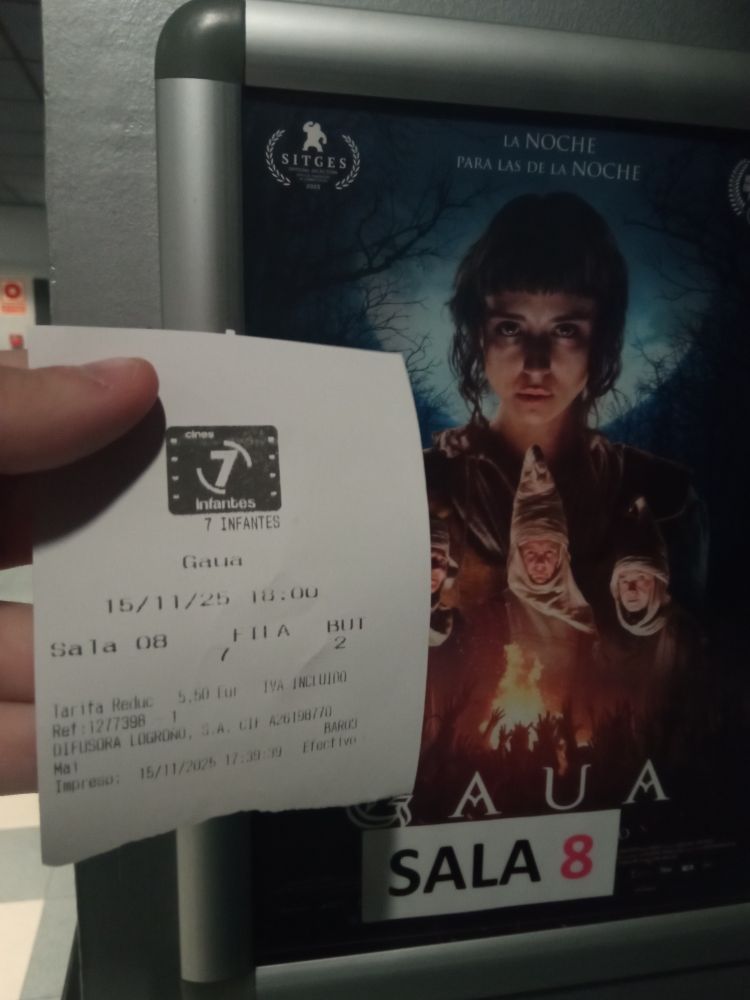 SITGES
LA NOCHE
PARA LAS DE LA NOCHE
cines
7
infantes
7 INFANTES
Gaua
15/11/25 18:00
Sala 08 FILA BUT
7 2
Tarifa Reduc 5,50 Eur IVA INCLUIDO
Ref:1277398 - 1
DIFUSORA LOGROÑO, S.A. CIF A26198770
Ma1 BAR03
Impreso: 15/11/2025 17:39:39 Efectivo
GAUA
SALA 8